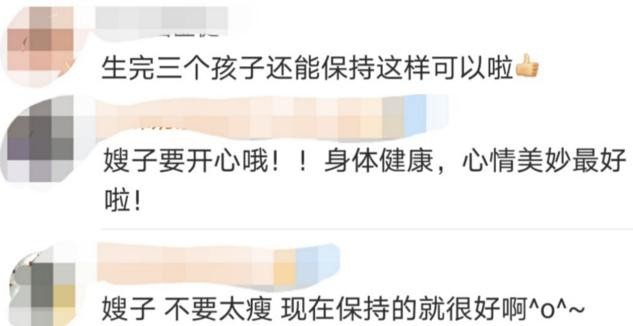 生完三个孩子还能保持这样可以啦👍
嫂子要开心哦！！身体健康，心情美妙最好
啦！
嫂子 不要太瘦 现在保持的就很好啊^o^~